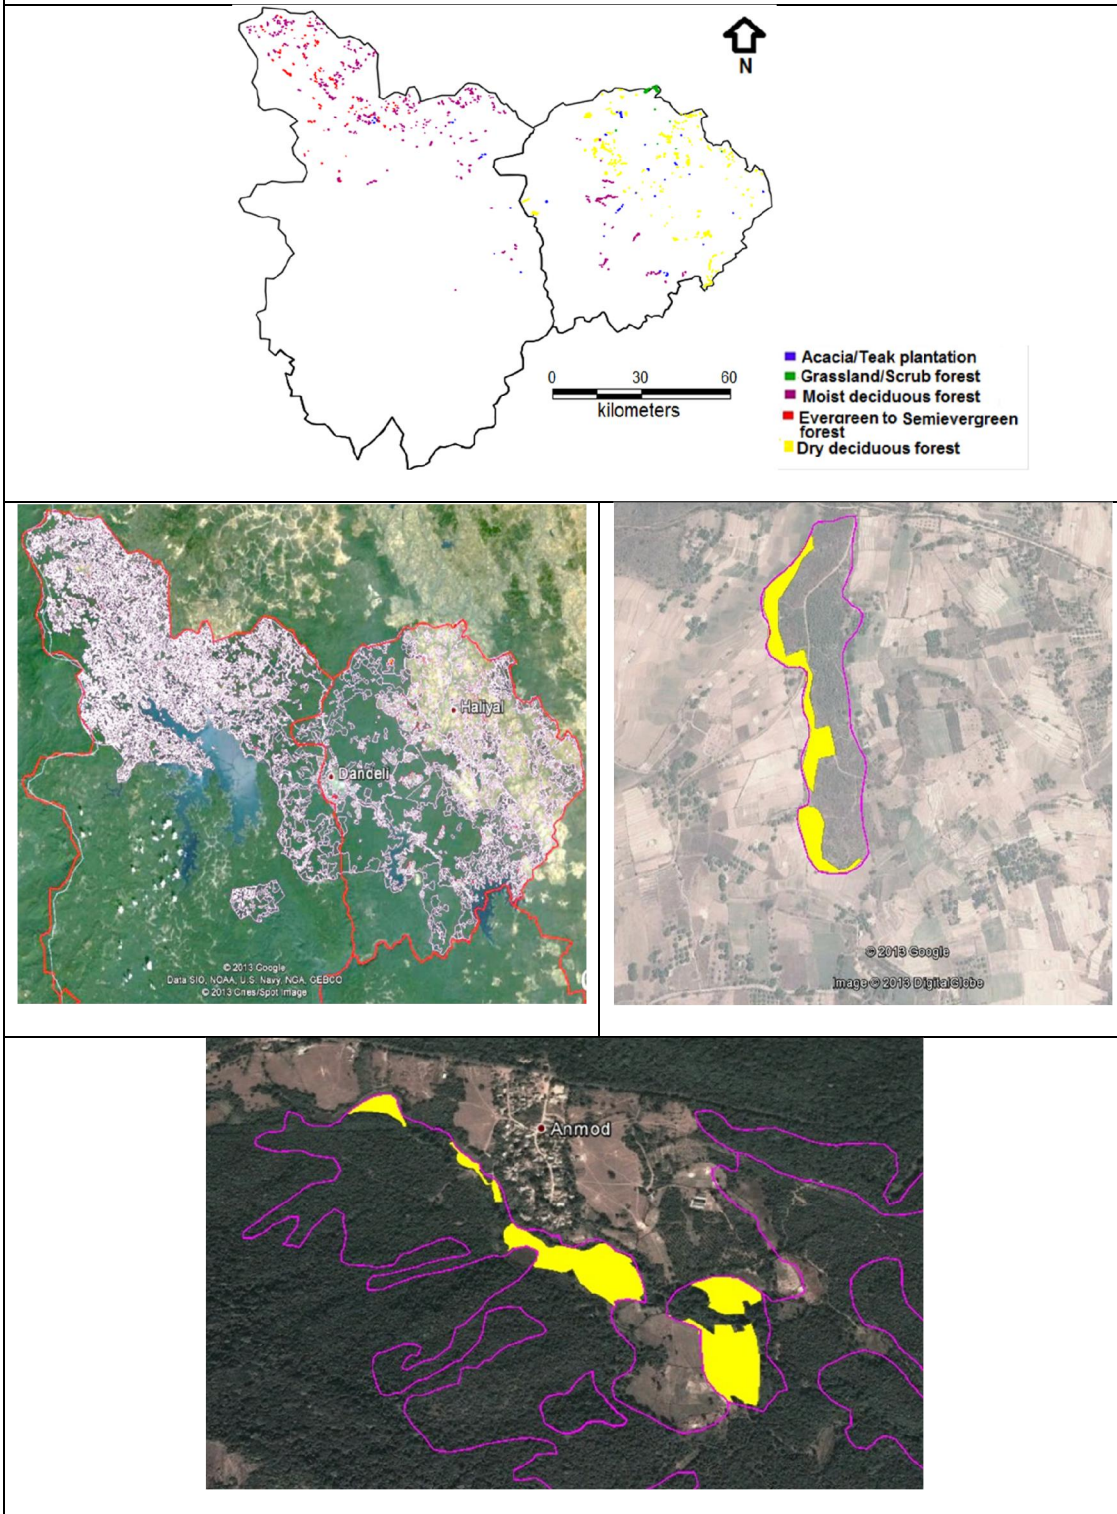 N
Acacia/Teak plantation
Grassland/Scrub forest
Moist deciduous forest
Evergreen to Semievergreen
forest
Dry deciduous forest
0 30 60
kilometers
Haliyal
Dandeli
© 2013 Google
Data SIO, NOAA, U.S. Navy, NGA, GEBCO
© 2013 Cnes/Spot Image
© 2013 Google
Image © 2013 DigitalGlobe
Anmod